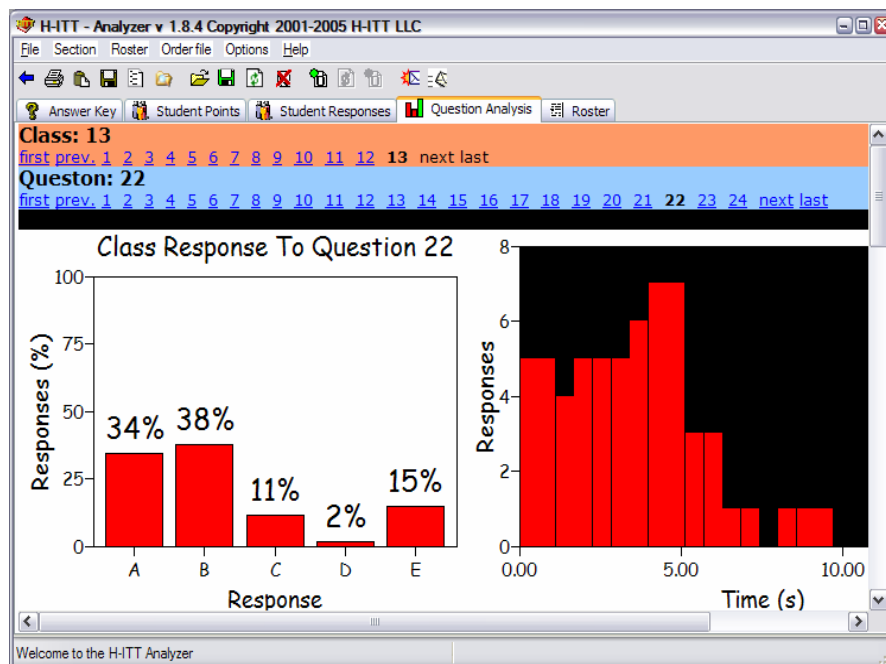 H-ITT - Analyzer v 1.8.4 Copyright 2001-2005 H-ITT LLC
File Section Roster Order file Options Help
Answer Key Student Points Student Responses Question Analysis Roster
Class: 13
first prev. 1 2 3 4 5 6 7 8 9 10 11 12 13 next last
Queston: 22
first prev. 1 2 3 4 5 6 7 8 9 10 11 12 13 14 15 16 17 18 19 20 21 22 23 24 next last
Class Response To Question 22
Responses (%)
100
75
50
25
0
34%
38%
11%
2%
15%
A B C D E
Response
Responses
8
6
4
2
0
0.00 5.00 10.00
Time (s)
Welcome to the H-ITT Analyzer